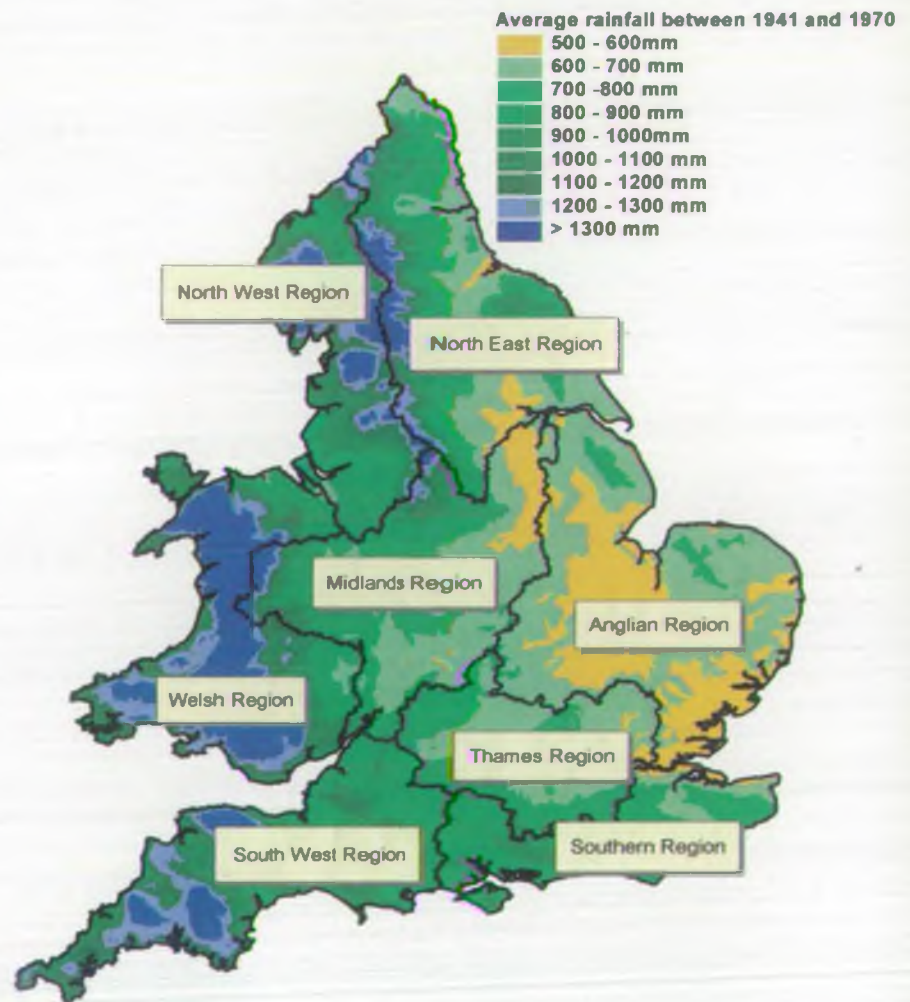 Average rainfall between 1941 and 1970
500 - 600mm
600 - 700 mm
700 -800 mm
800 - 900 mm
900 - 1000mm
1000 - 1100 mm
1100 - 1200 mm
1200 - 1300 mm
> 1300 mm
North West Region
North East Region
Midlands Region
Anglian Region
Welsh Region
Thames Region
South West Region
Southern Region